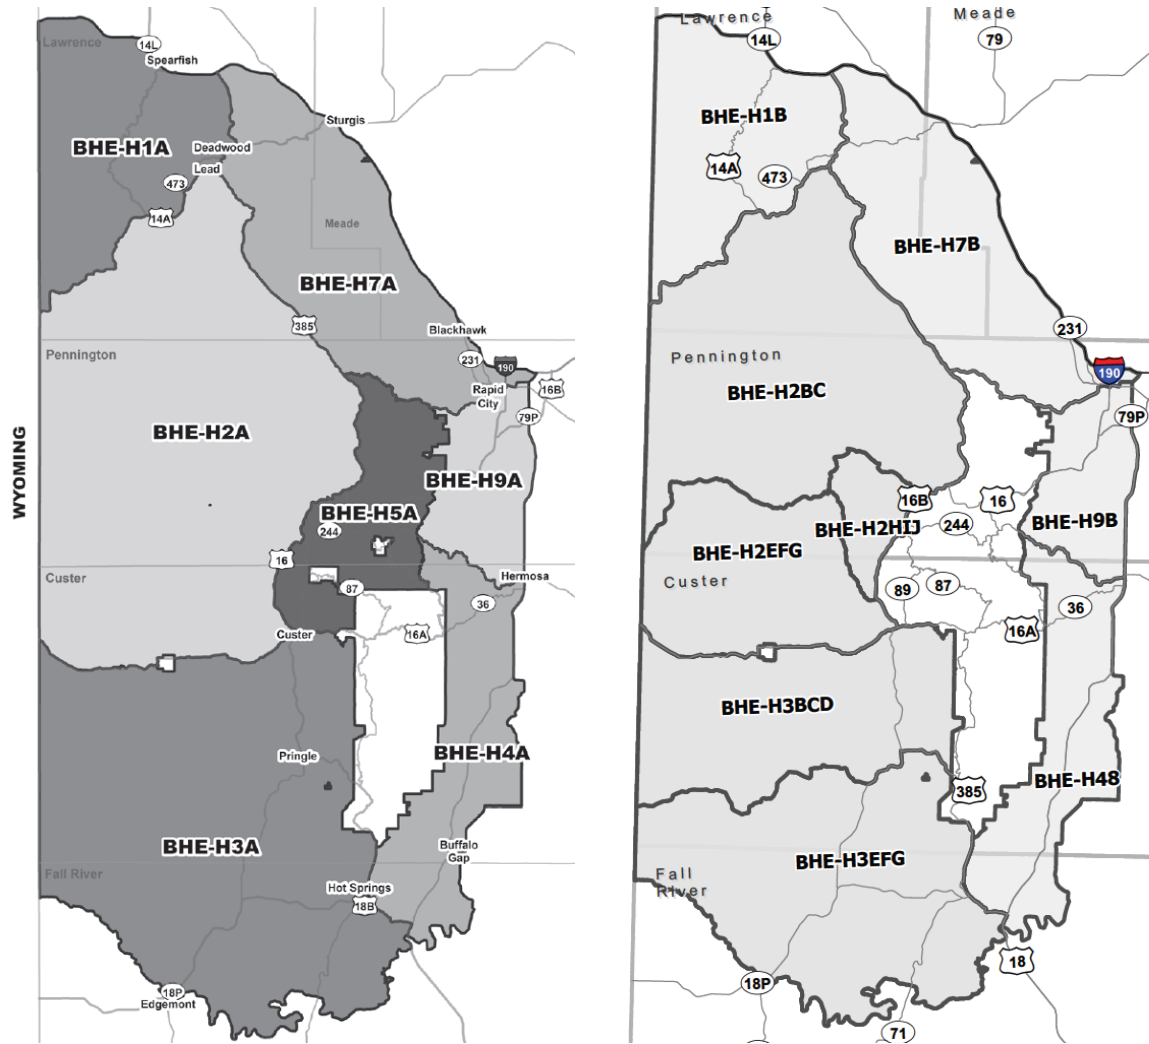 Lawrence
14L
Spearfish
Sturgis
BHE-H1A
Deadwood
Lead
473
14A
Meade
BHE-H7A
385
Blackhawk
Pennington
231
190
Rapid
City
16B
79P
WYOMING
BHE-H2A
BHE-H9A
BHE-H5A
244
16
Custer
Hermosa
87
36
Custer
16A
Pringle
BHE-H4A
BHE-H3A
Buffalo
Gap
Fall River
Hot Springs
18B
18P
Edgemont
Lawrence
Meade
14L
79
BHE-H1B
14A
473
BHE-H7B
231
Pennington
190
BHE-H2BC
79P
16B
16
BHE-H2HIJ
244
BHE-H9B
BHE-H2EFG
Custer
89
87
36
16A
BHE-H3BCD
BHE-H48
385
BHE-H3EFG
Fall
River
18
18P
71